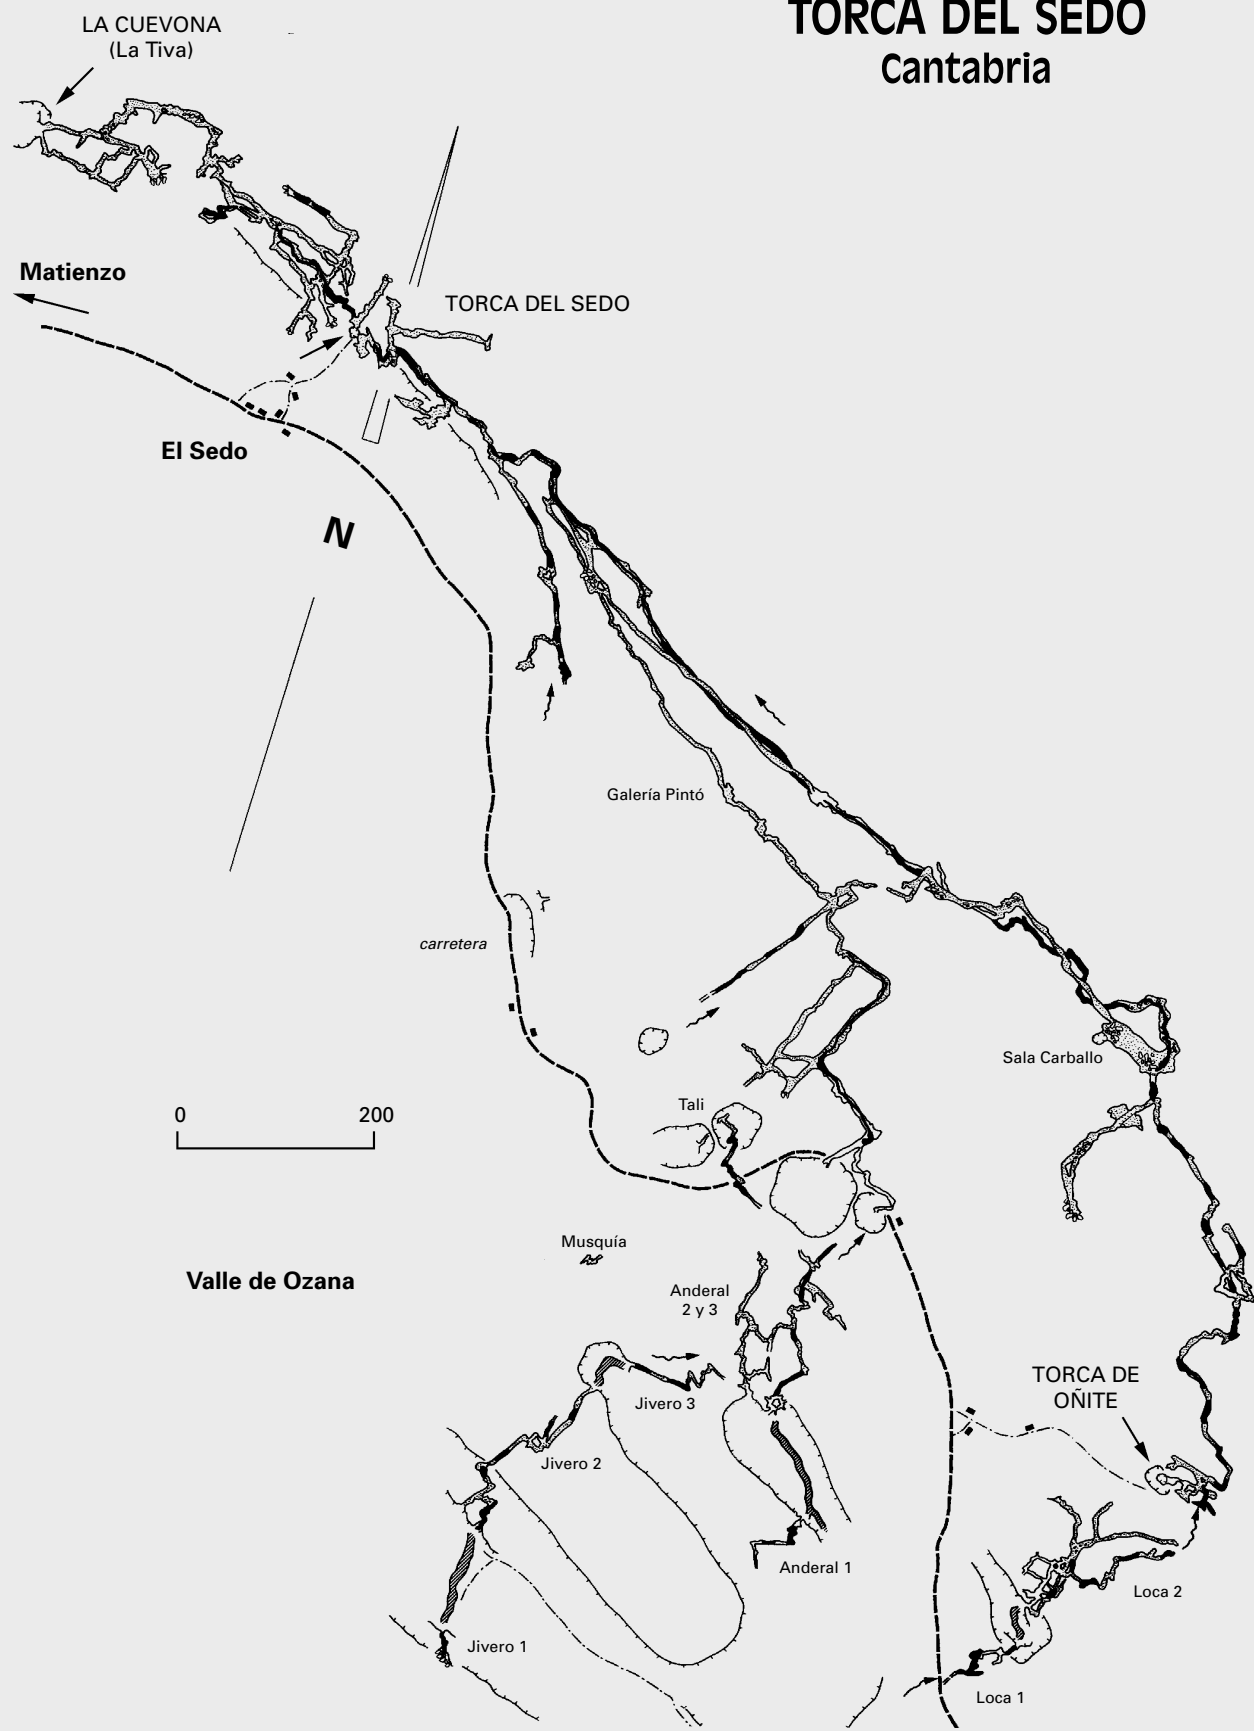 TORCA DEL SEDO
Cantabria
LA CUEVONA
(La Tiva)
Matienzo
TORCA DEL SEDO
El Sedo
N
Galería Pintó
carretera
Sala Carballo
0 200
Tali
Musquía
Valle de Ozana
Anderal
2 y 3
TORCA DE
OÑITE
Jivero 3
Jivero 2
Anderal 1
Loca 2
Jivero 1
Loca 1